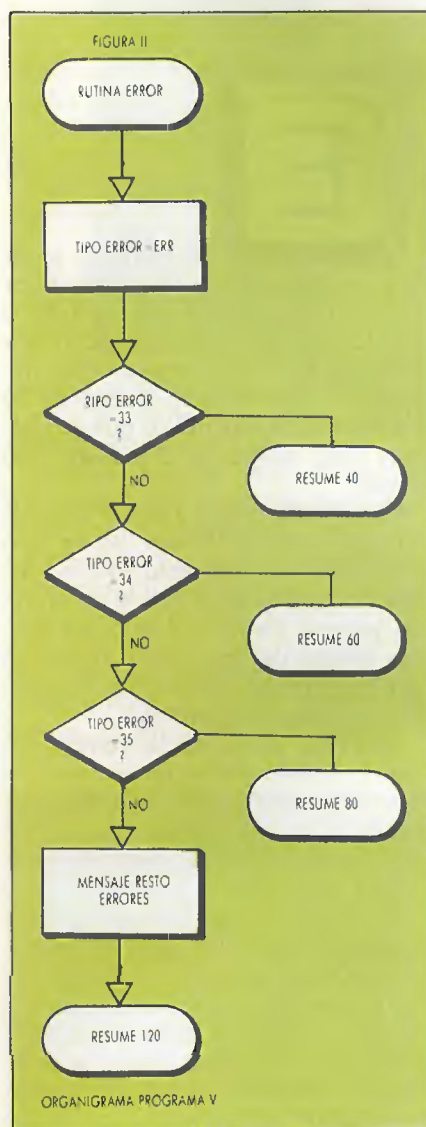 FIGURA II
RUTINA ERROR
TIPO ERROR=ERR
RIPO ERROR
=33
?
NO
RESUME 40
TIPO ERROR
=34
?
NO
RESUME 60
TIPO ERROR
=35
?
NO
RESUME 80
MENSAJE RESTO
ERRORES
RESUME 120
ORGANIGRAMA PROGRAMA V